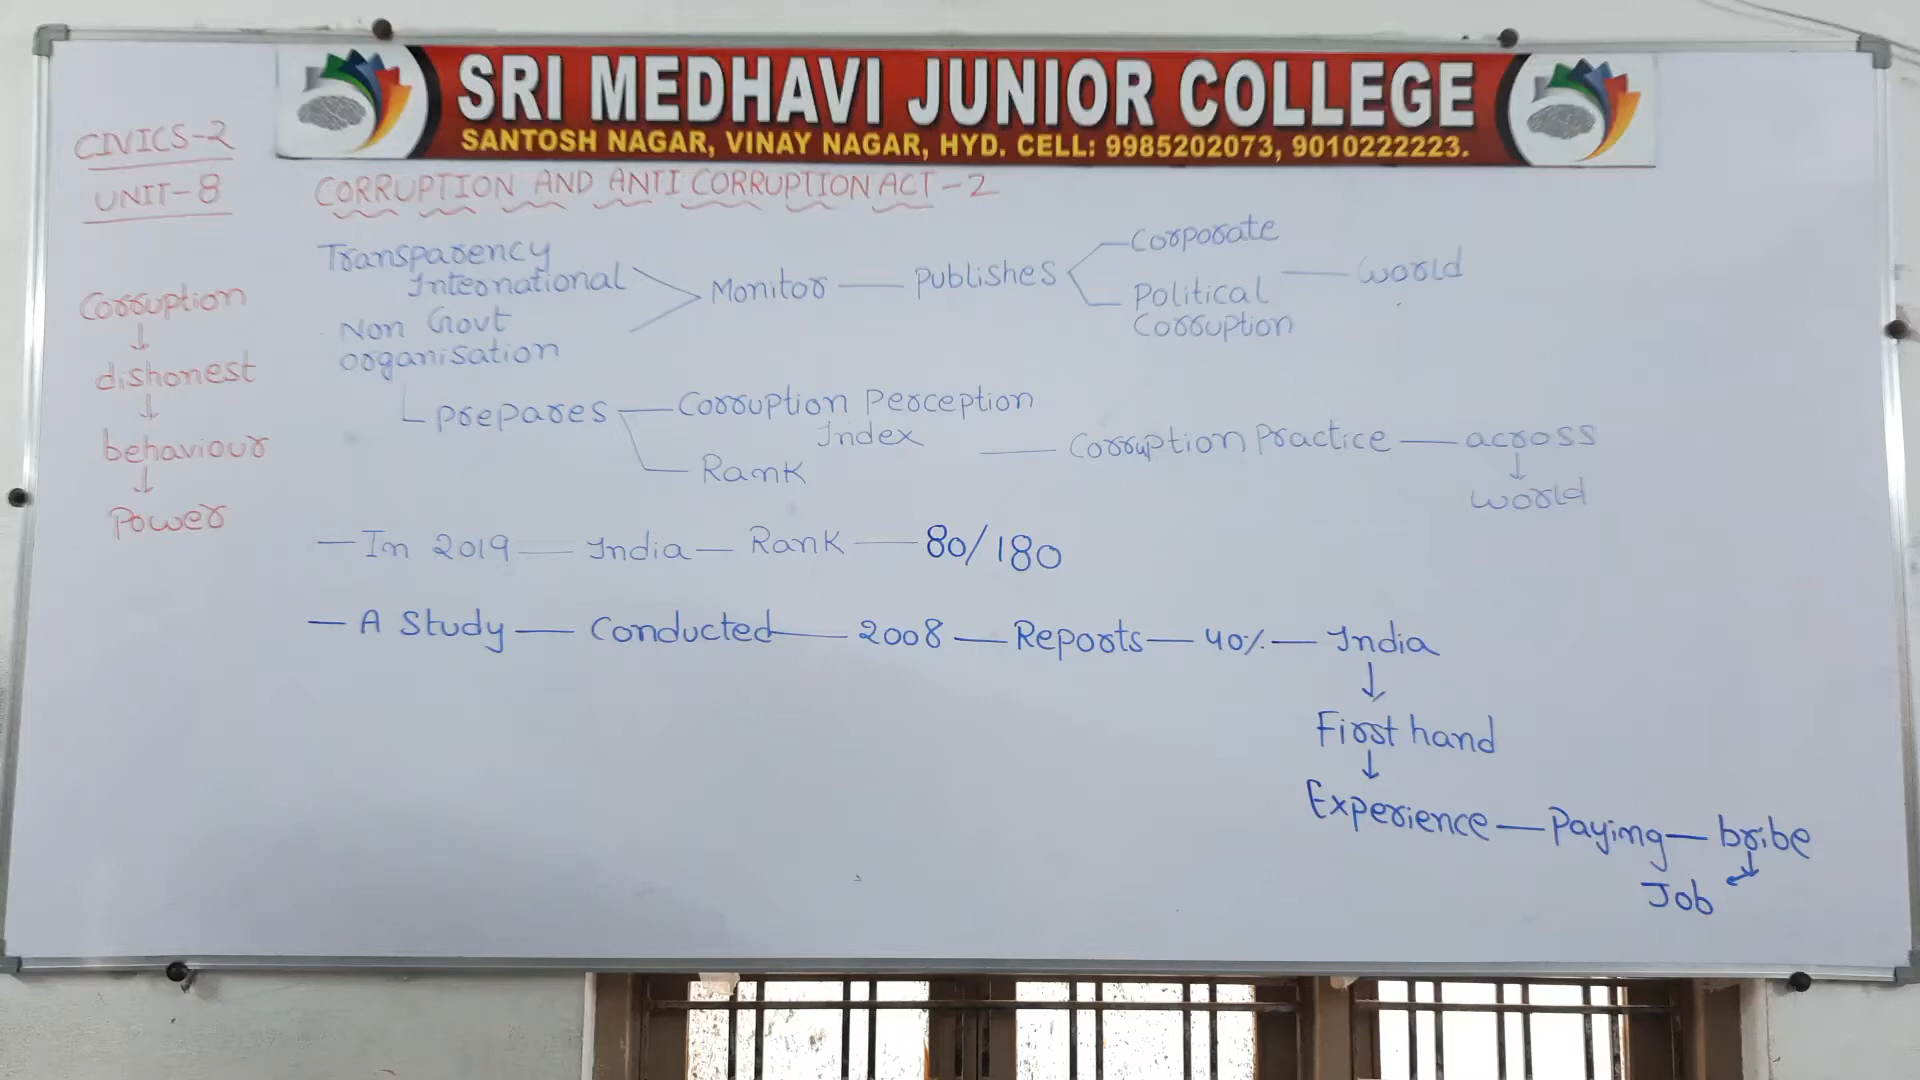 SRI MEDHAVI JUNIOR COLLEGE
SANTOSH NAGAR, VINAY NAGAR, HYD. CELL: 9985202073, 9010222223.
CIVICS-2
UNIT-8
CORRUPTION AND ANTI CORRUPTION ACT-2
Corruption
↓
dishonest
↓
behaviour
↓
Power
Transparency
International
Non Govt
organisation
Monitor — Publishes
Corporate
Political
Corruption
— world
Prepares — Corruption Perception
Index
Rank
— Corruption Practice — across
↓
world
— In 2019 — India — Rank — 80/180
— A Study — Conducted — 2008 — Reports — 40% — India
↓
First hand
↓
Experience — Paying — bribe
Job